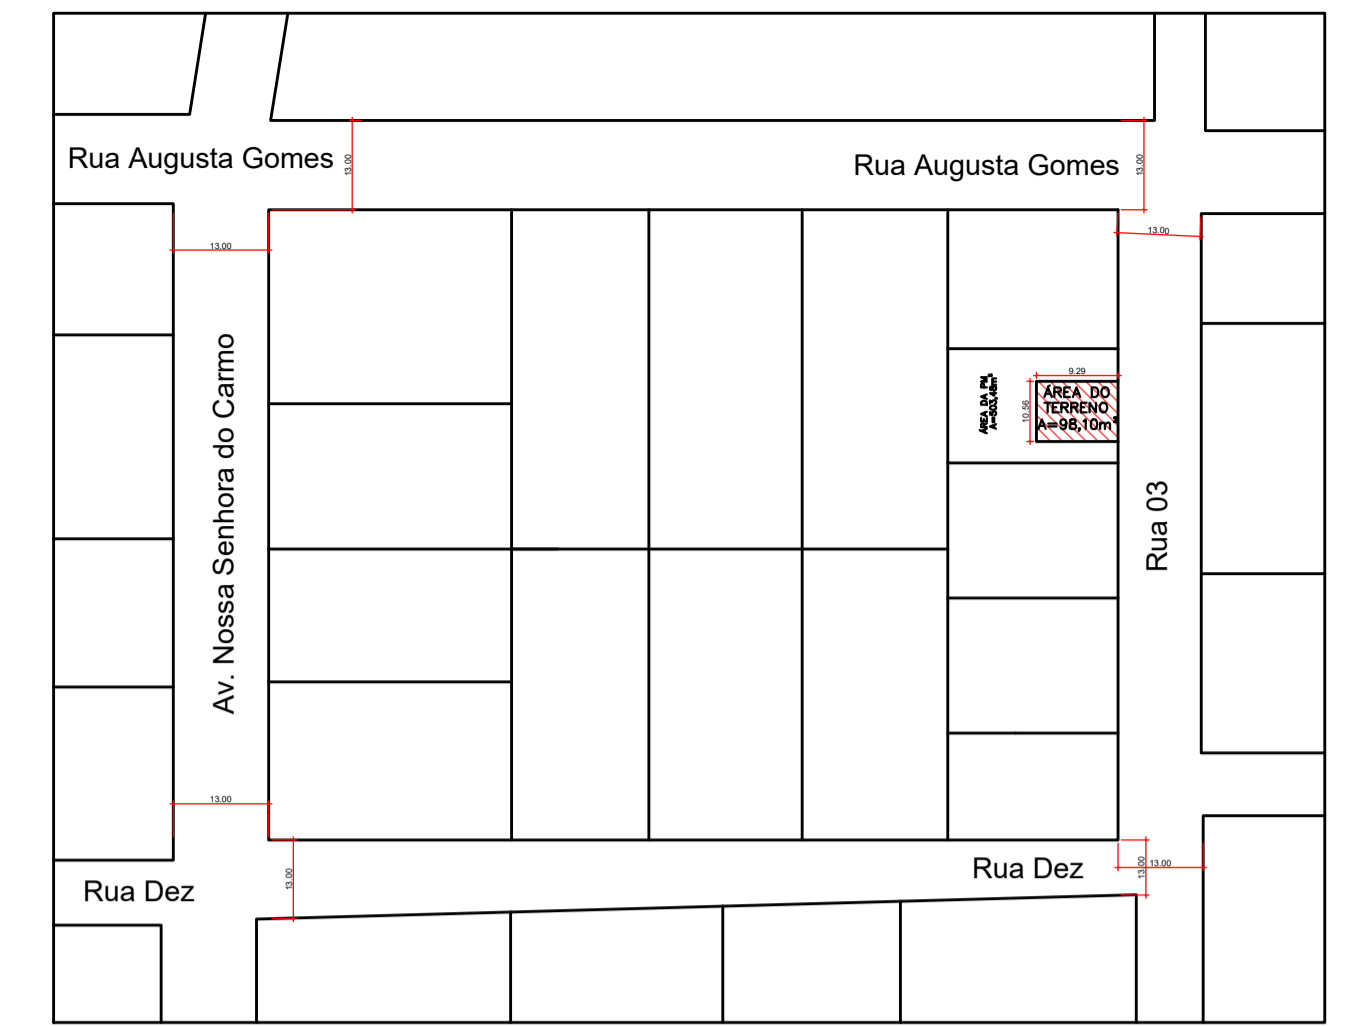 Rua Augusta Gomes
13.00
Rua Augusta Gomes
13.00
13.00
13.00
Av. Nossa Senhora do Carmo
ÁREA DA PM
A=503,48m²
9.29
10.56
ÁREA DO
TERRENO
A=98,10m²
Rua 03
13.00
Rua Dez
13.00
Rua Dez
13.00
13.00